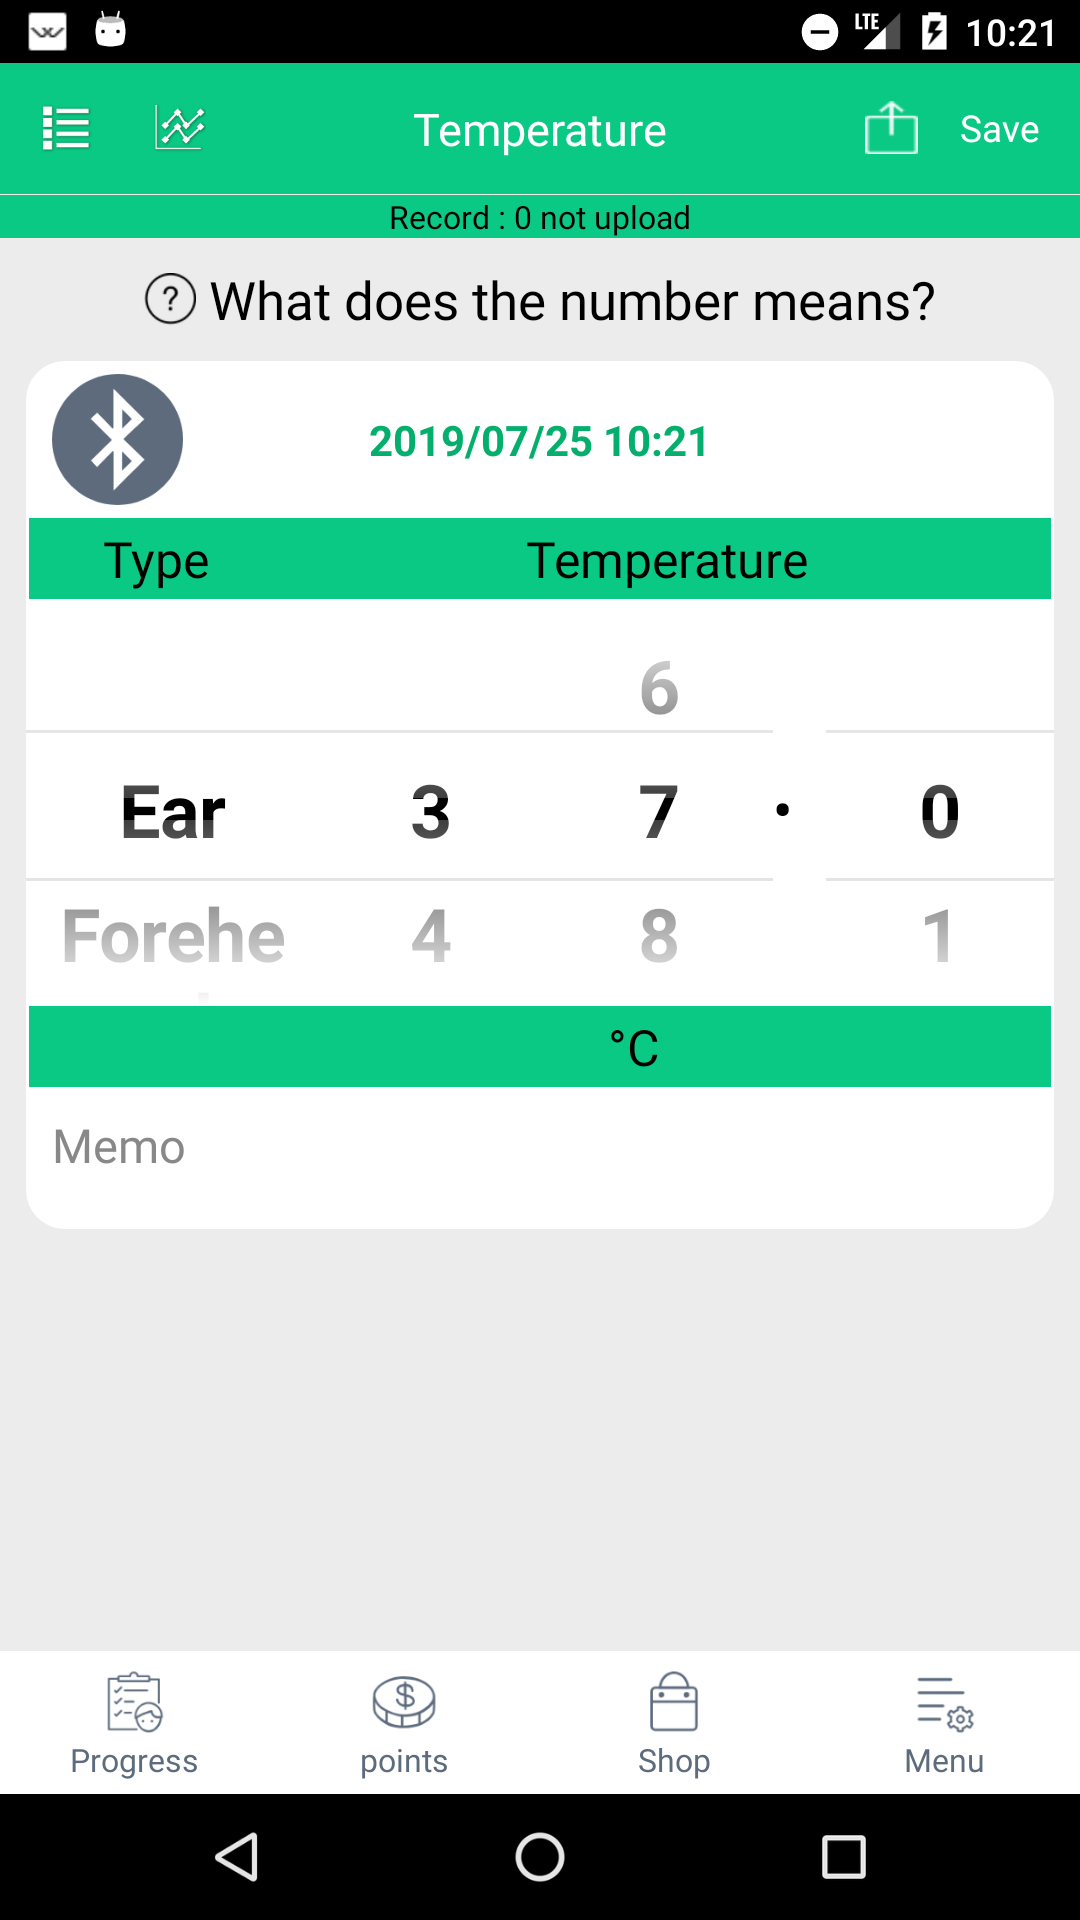 LTE 10:21
Temperature Save
Record : 0 not upload
? What does the number means?
2019/07/25 10:21
Type Temperature
6
Ear 3 7 . 0
Forehe 4 8 1
°C
Memo
Progress points Shop Menu